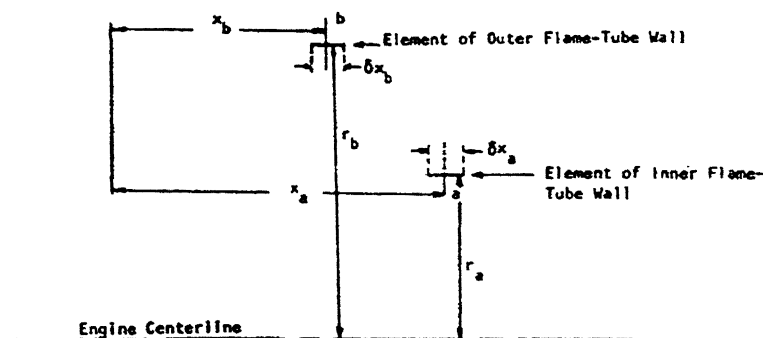 x_b
b
Element of Outer Flame-Tube Wall
δx_b
r_b
δx_a
Element of Inner Flame-
Tube Wall
x_a
a
r_a
Engine Centerline